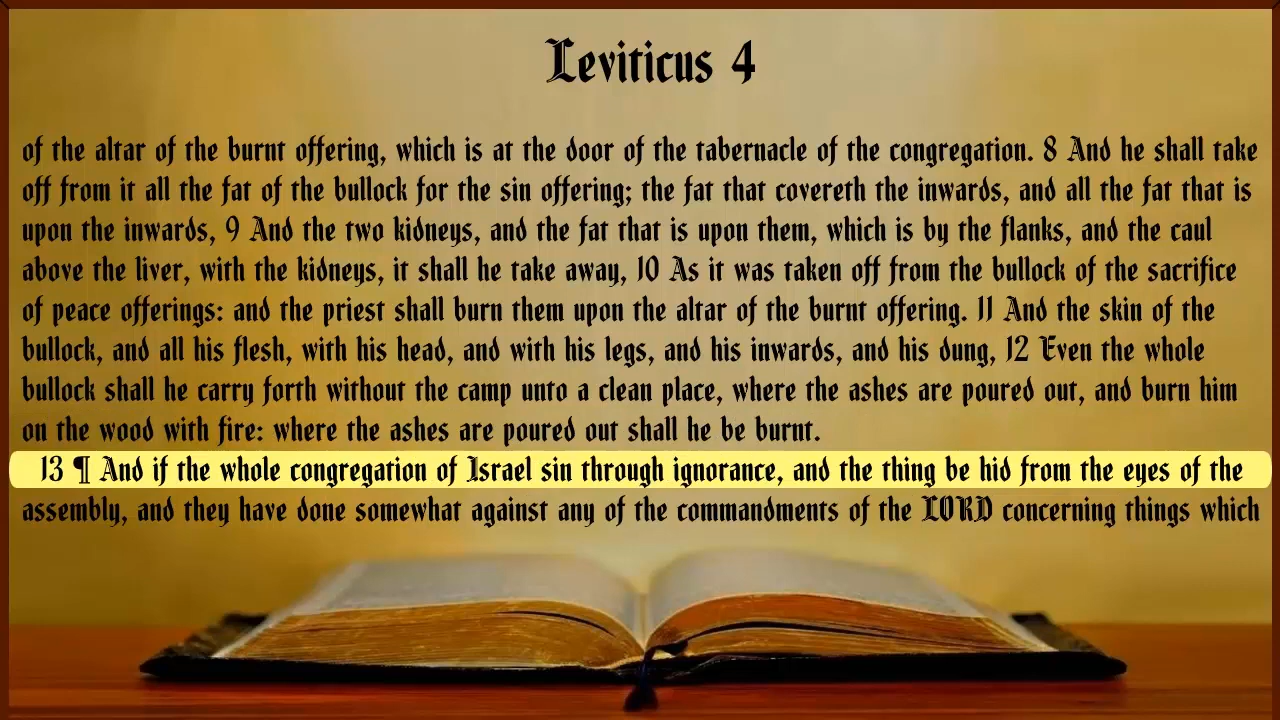 Leviticus 4
of the altar of the burnt offering, which is at the door of the tabernacle of the congregation. 8 And he shall take
off from it all the fat of the bullock for the sin offering; the fat that covereth the inwards, and all the fat that is
upon the inwards, 9 And the two kidneys, and the fat that is upon them, which is by the flanks, and the caul
above the liver, with the kidneys, it shall he take away, 10 As it was taken off from the bullock of the sacrifice
of peace offerings: and the priest shall burn them upon the altar of the burnt offering. 11 And the skin of the
bullock, and all his flesh, with his head, and with his legs, and his inwards, and his dung, 12 Even the whole
bullock shall he carry forth without the camp unto a clean place, where the ashes are poured out, and burn him
on the wood with fire: where the ashes are poured out shall he be burnt.
13 ¶ And if the whole congregation of Israel sin through ignorance, and the thing be hid from the eyes of the
assembly, and they have done somewhat against any of the commandments of the LORD concerning things which